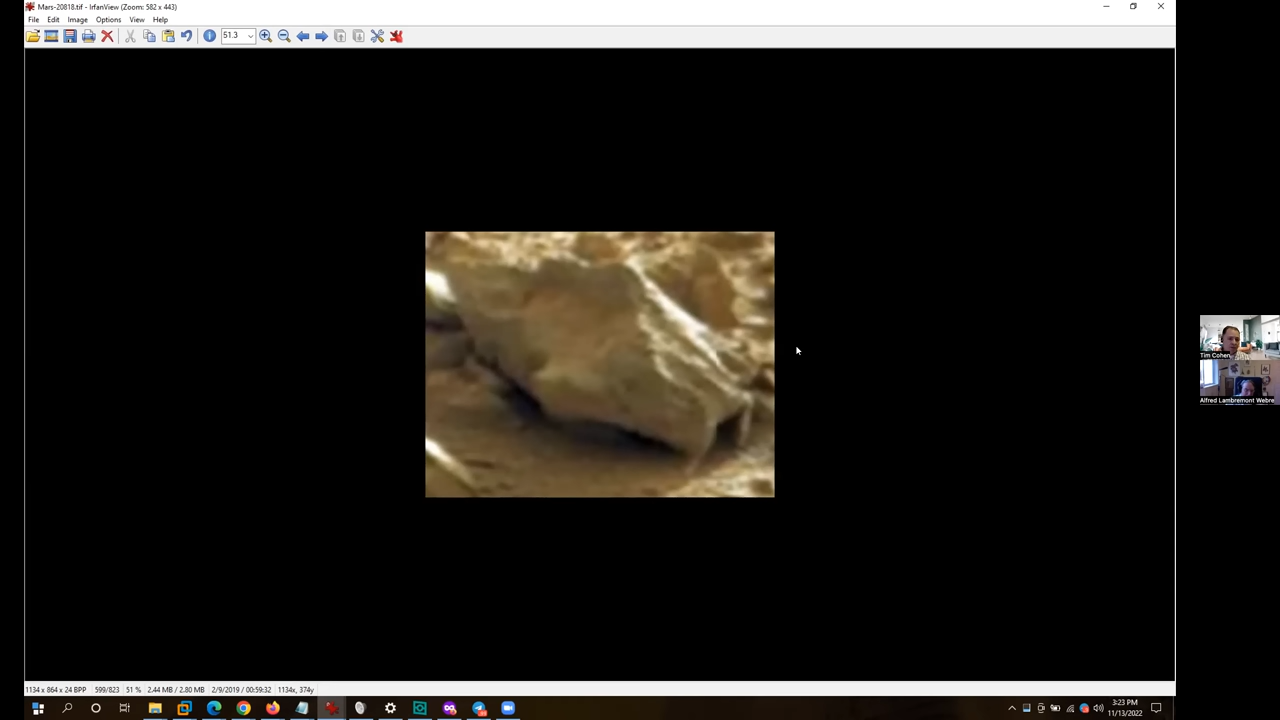 Mars-20818.tif - IrfanView (Zoom: 582 x 443)
File Edit Image Options View Help
51.3
Tim Cohen
Alfred Lambremont Webre
1134 x 864 x 24 BPP 599/823 51 % 2.44 MB / 2.80 MB 2/9/2019 / 00:59:32 1134x, 374y
3:23 PM
11/13/2022